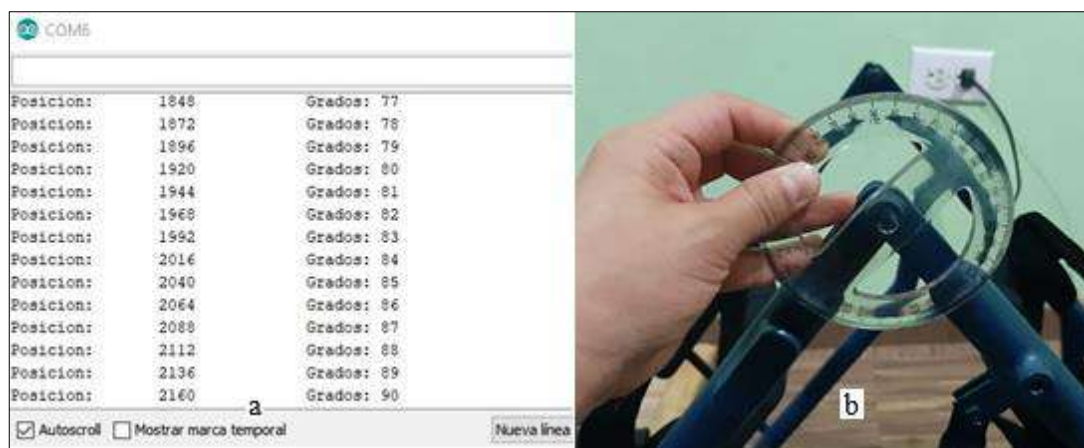 COM6
Posicion: 1848 Grados: 77
Posicion: 1872 Grados: 78
Posicion: 1896 Grados: 79
Posicion: 1920 Grados: 80
Posicion: 1944 Grados: 81
Posicion: 1968 Grados: 82
Posicion: 1992 Grados: 83
Posicion: 2016 Grados: 84
Posicion: 2040 Grados: 85
Posicion: 2064 Grados: 86
Posicion: 2088 Grados: 87
Posicion: 2112 Grados: 88
Posicion: 2136 Grados: 89
Posicion: 2160 Grados: 90
a
Autoscroll Mostrar marca temporal Nueva línea
b